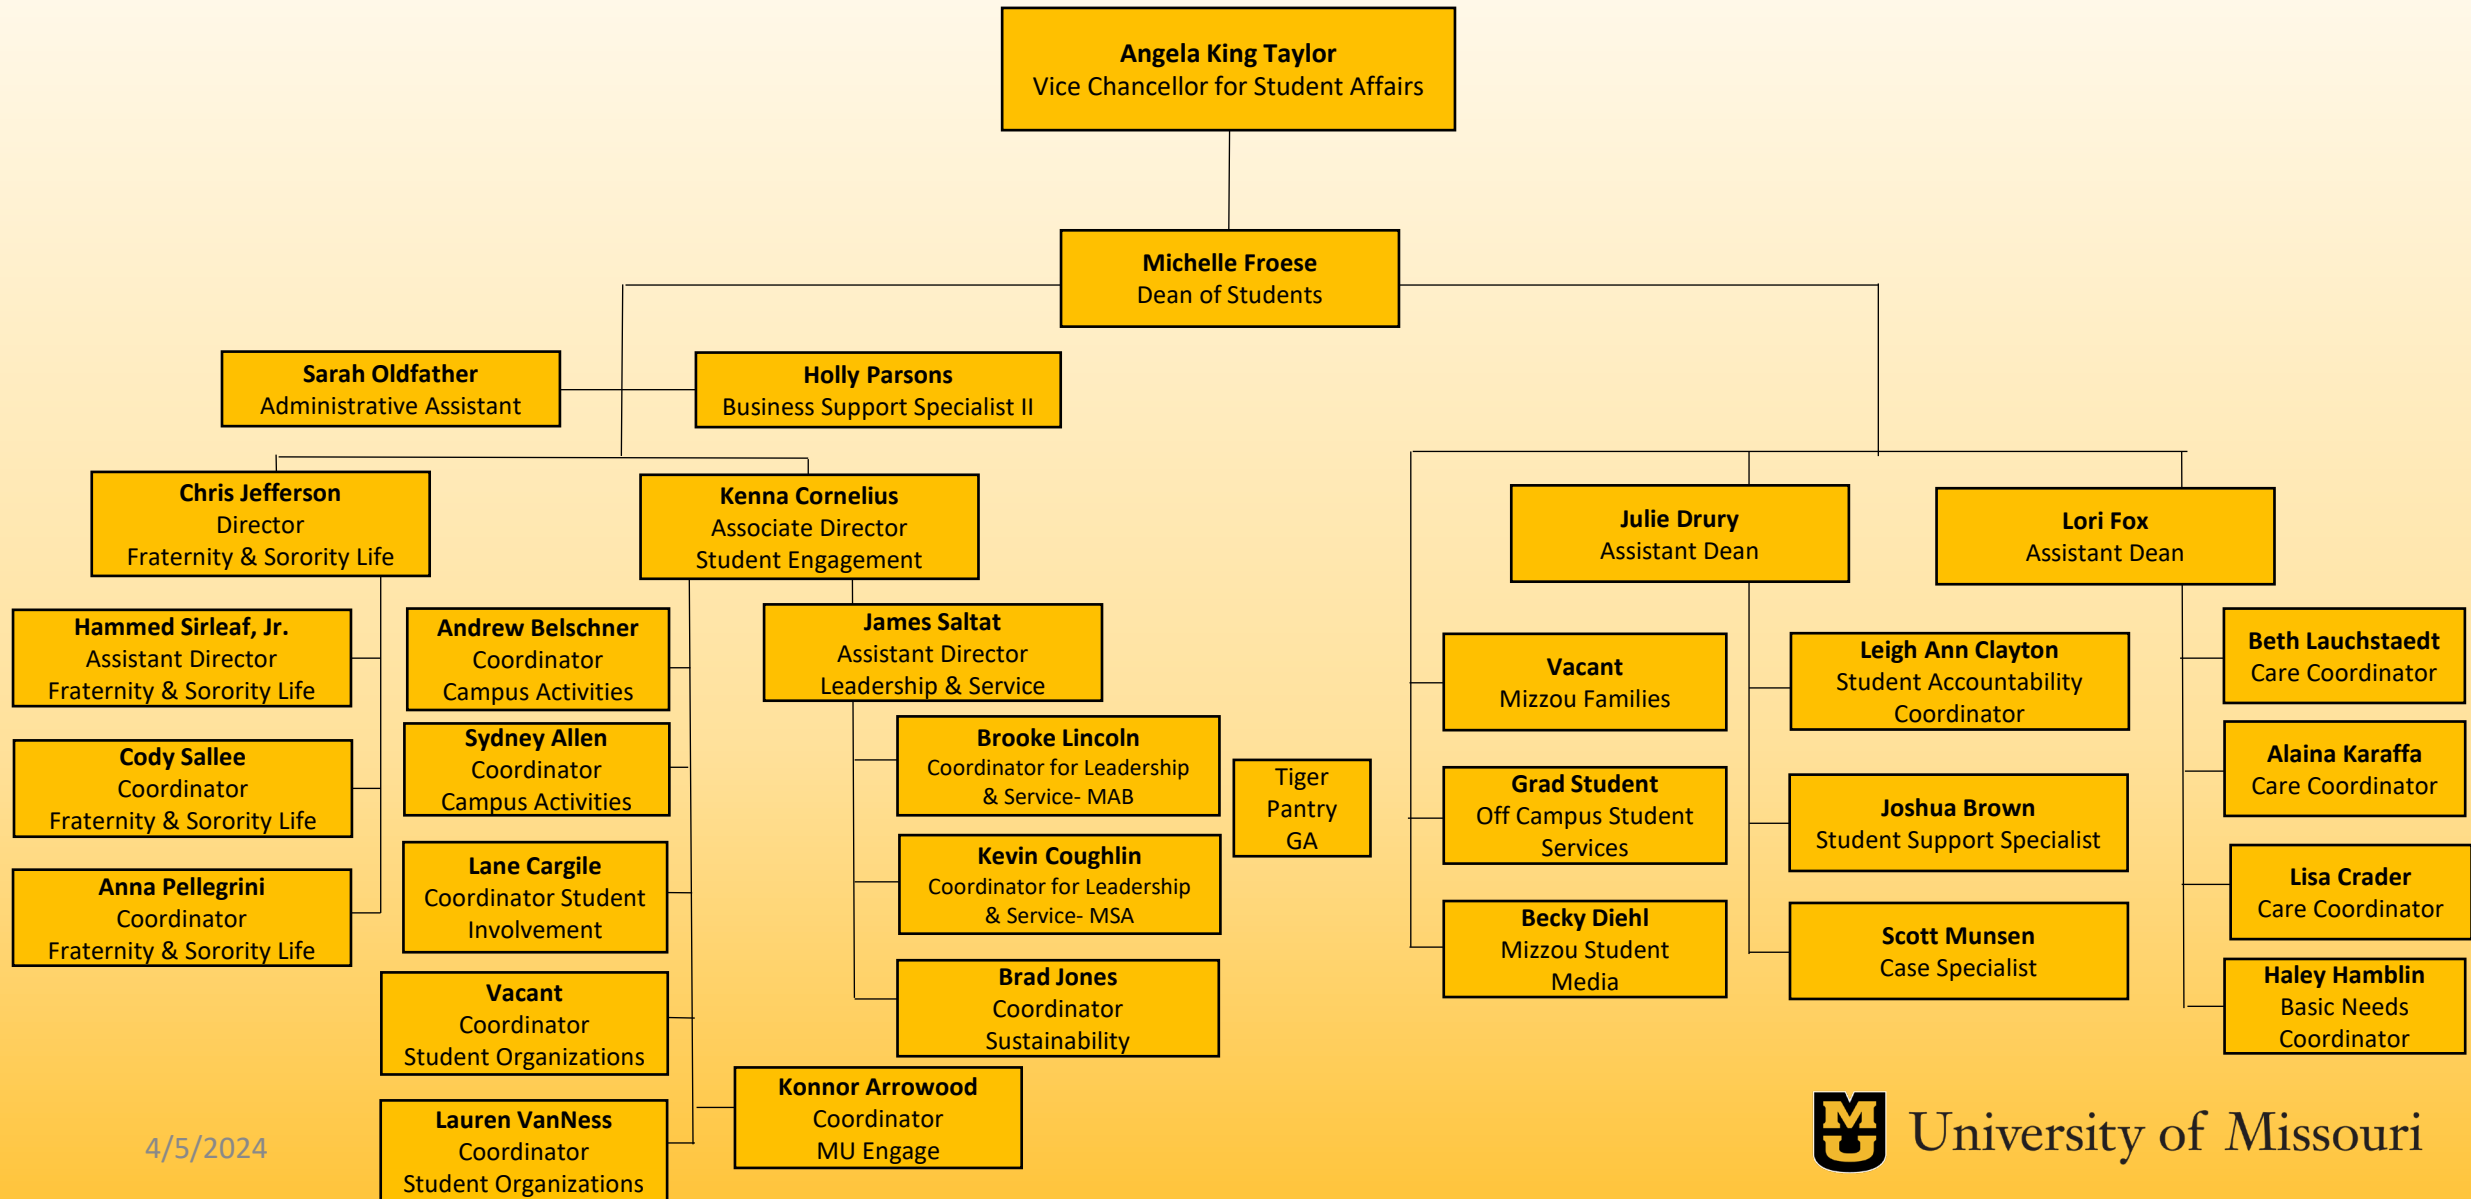 Angela King Taylor
Vice Chancellor for Student Affairs
Michelle Froese
Dean of Students
Sarah Oldfather
Administrative Assistant
Holly Parsons
Business Support Specialist II
Chris Jefferson
Director
Fraternity & Sorority Life
Kenna Cornelius
Associate Director
Student Engagement
Julie Drury
Assistant Dean
Lori Fox
Assistant Dean
Hammed Sirleaf, Jr.
Assistant Director
Fraternity & Sorority Life
Cody Sallee
Coordinator
Fraternity & Sorority Life
Anna Pellegrini
Coordinator
Fraternity & Sorority Life
Andrew Belschner
Coordinator
Campus Activities
Sydney Allen
Coordinator
Campus Activities
Lane Cargile
Coordinator Student
Involvement
Vacant
Coordinator
Student Organizations
Lauren VanNess
Coordinator
Student Organizations
Konnor Arrowood
Coordinator
MU Engage
James Saltat
Assistant Director
Leadership & Service
Brooke Lincoln
Coordinator for Leadership
& Service- MAB
Kevin Coughlin
Coordinator for Leadership
& Service- MSA
Brad Jones
Coordinator
Sustainability
Tiger
Pantry
GA
Vacant
Mizzou Families
Grad Student
Off Campus Student
Services
Becky Diehl
Mizzou Student
Media
Leigh Ann Clayton
Student Accountability
Coordinator
Joshua Brown
Student Support Specialist
Scott Munsen
Case Specialist
Beth Lauchstaedt
Care Coordinator
Alaina Karaffa
Care Coordinator
Lisa Crader
Care Coordinator
Haley Hamblin
Basic Needs
Coordinator
4/5/2024
MU
University of Missouri